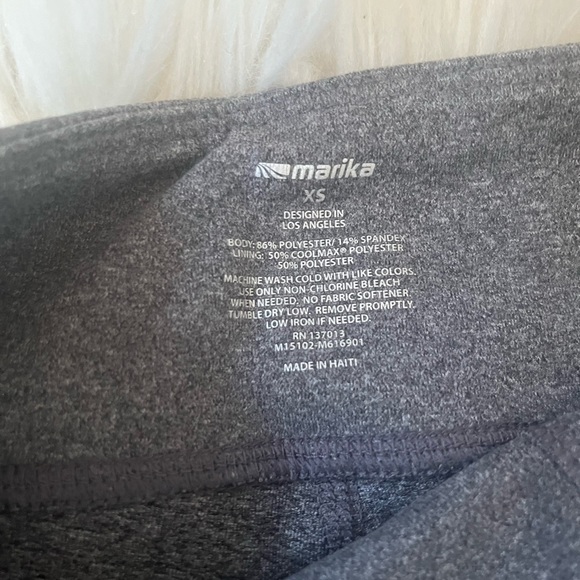 marika
XS
DESIGNED IN
LOS ANGELES
BODY: 86% POLYESTER/ 14% SPANDEX
LINING: 50% COOLMAX® POLYESTER
50% POLYESTER
MACHINE WASH COLD WITH LIKE COLORS.
USE ONLY NON-CHLORINE BLEACH
WHEN NEEDED. NO FABRIC SOFTENER.
TUMBLE DRY LOW. REMOVE PROMPTLY.
LOW IRON IF NEEDED.
RN 137013
M15102-M616901
MADE IN HAITI